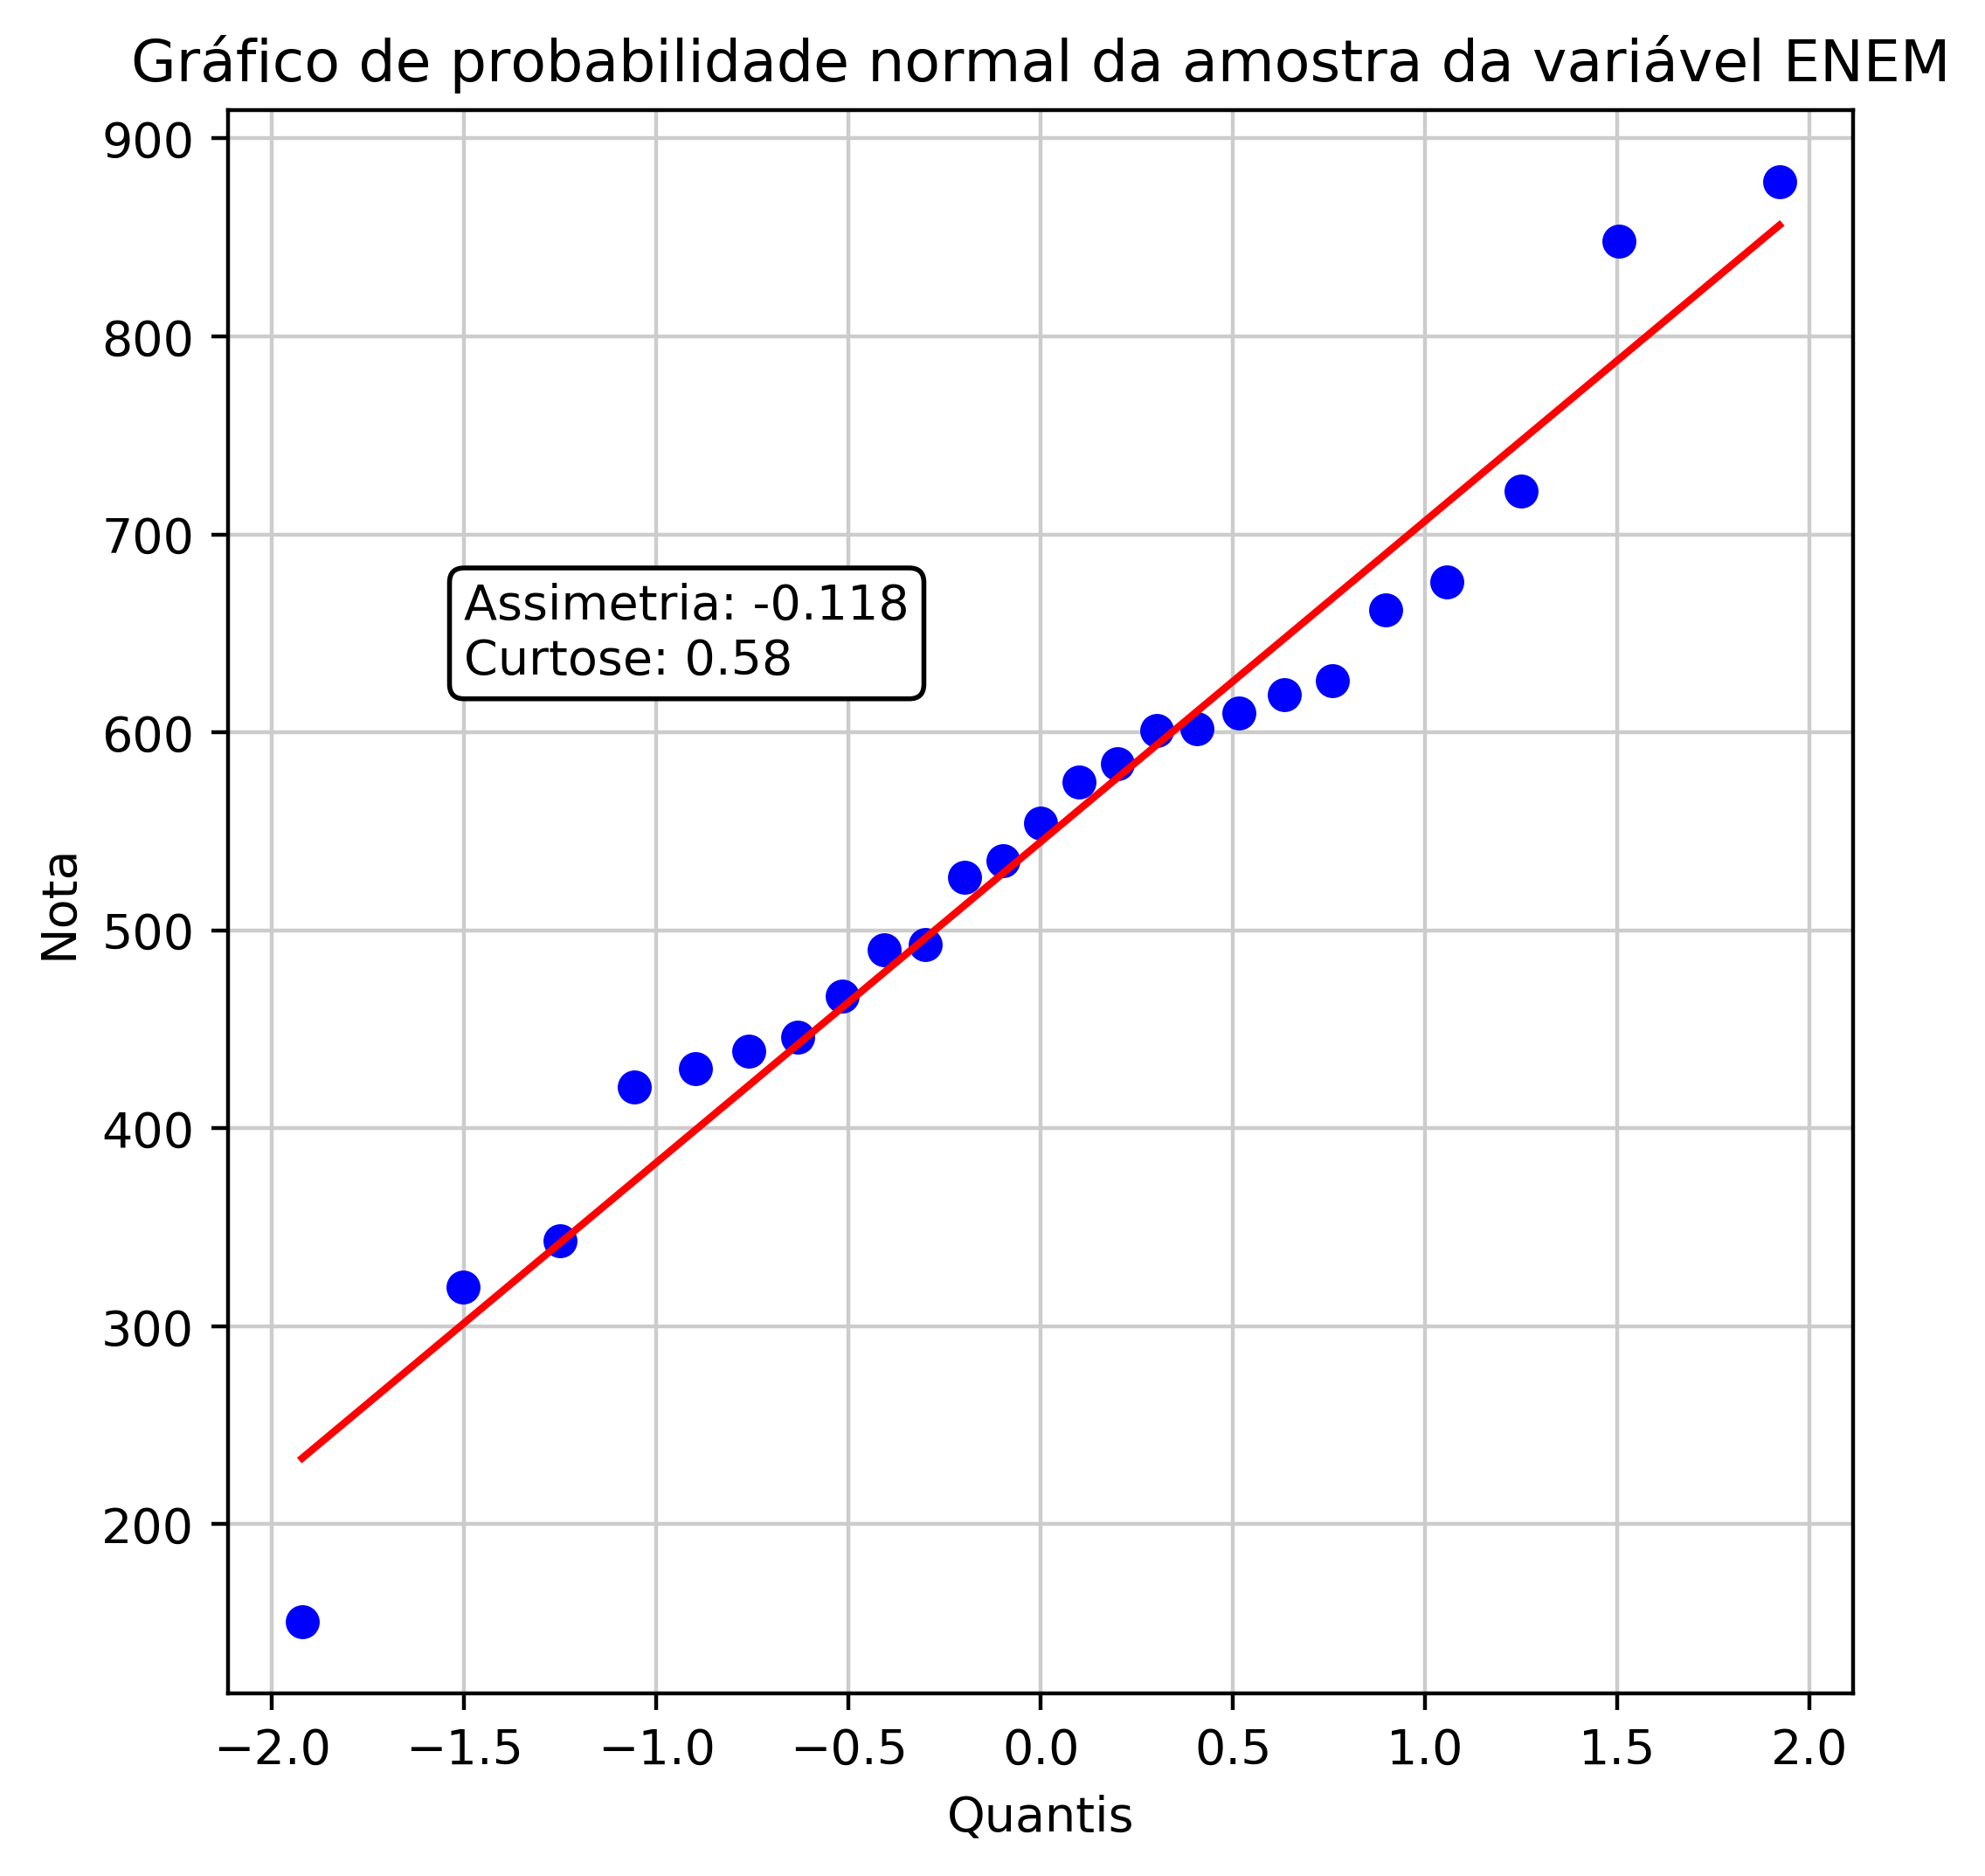 Gráfico de probabilidade normal da amostra da variável ENEM
900
800
700
600
500
400
300
200
Nota
Assimetria: -0.118
Curtose: 0.58
−2.0 −1.5 −1.0 −0.5 0.0 0.5 1.0 1.5 2.0
Quantis